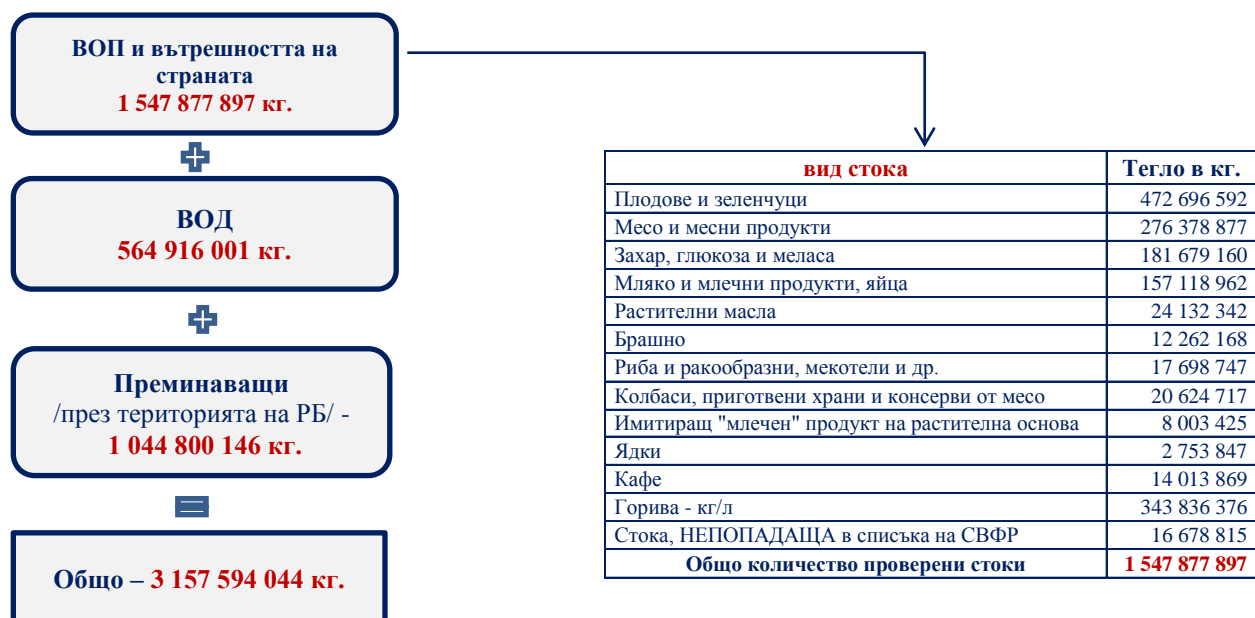 ВОП и вътрешността на
страната
1 547 877 897 кг.
ВОД
564 916 001 кг.
Преминаващи
/през територията на РБ/ -
1 044 800 146 кг.
Общо – 3 157 594 044 кг.
вид стока Тегло в кг.
Плодове и зеленчуци 472 696 592
Месо и месни продукти 276 378 877
Захар, глюкоза и меласа 181 679 160
Мляко и млечни продукти, яйца 157 118 962
Растителни масла 24 132 342
Брашно 12 262 168
Риба и ракообразни, мекотели и др. 17 698 747
Колбаси, приготвени храни и консерви от месо 20 624 717
Имитиращ "млечен" продукт на растителна основа 8 003 425
Ядки 2 753 847
Кафе 14 013 869
Горива - кг/л 343 836 376
Стока, НЕПОПАДАЩА в списъка на СВФР 16 678 815
Общо количество проверени стоки 1 547 877 897